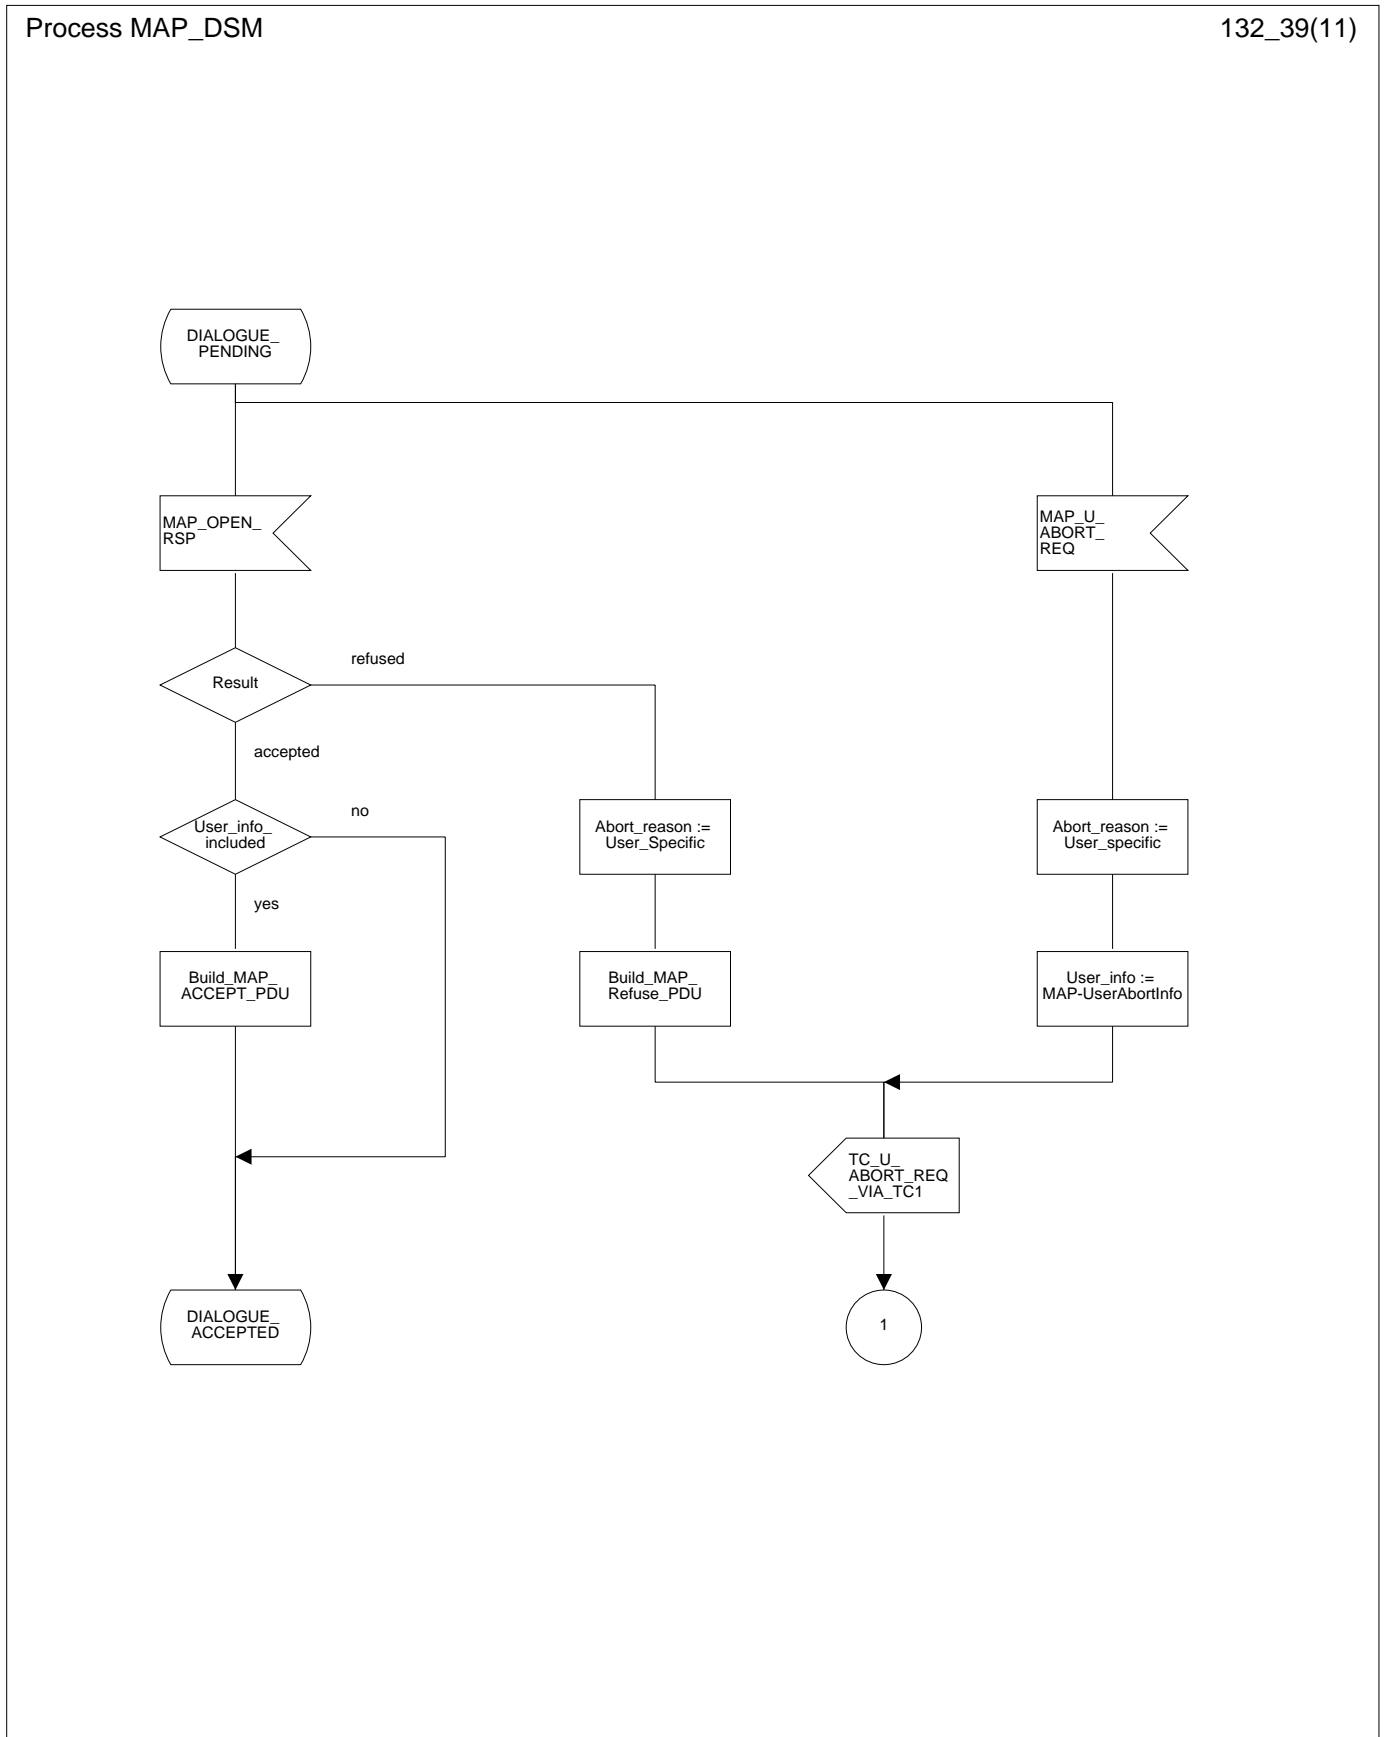 Process MAP_DSM
132_39(11)
DIALOGUE_
PENDING
MAP_OPEN_
RSP
MAP_U_
ABORT_
REQ
Result
refused
accepted
User_info_
included
no
yes
Abort_reason :=
User_Specific
Abort_reason :=
User_specific
Build_MAP_
ACCEPT_PDU
Build_MAP_
Refuse_PDU
User_info :=
MAP-UserAbortInfo
TC_U_
ABORT_REQ
_VIA_TC1
DIALOGUE_
ACCEPTED
1